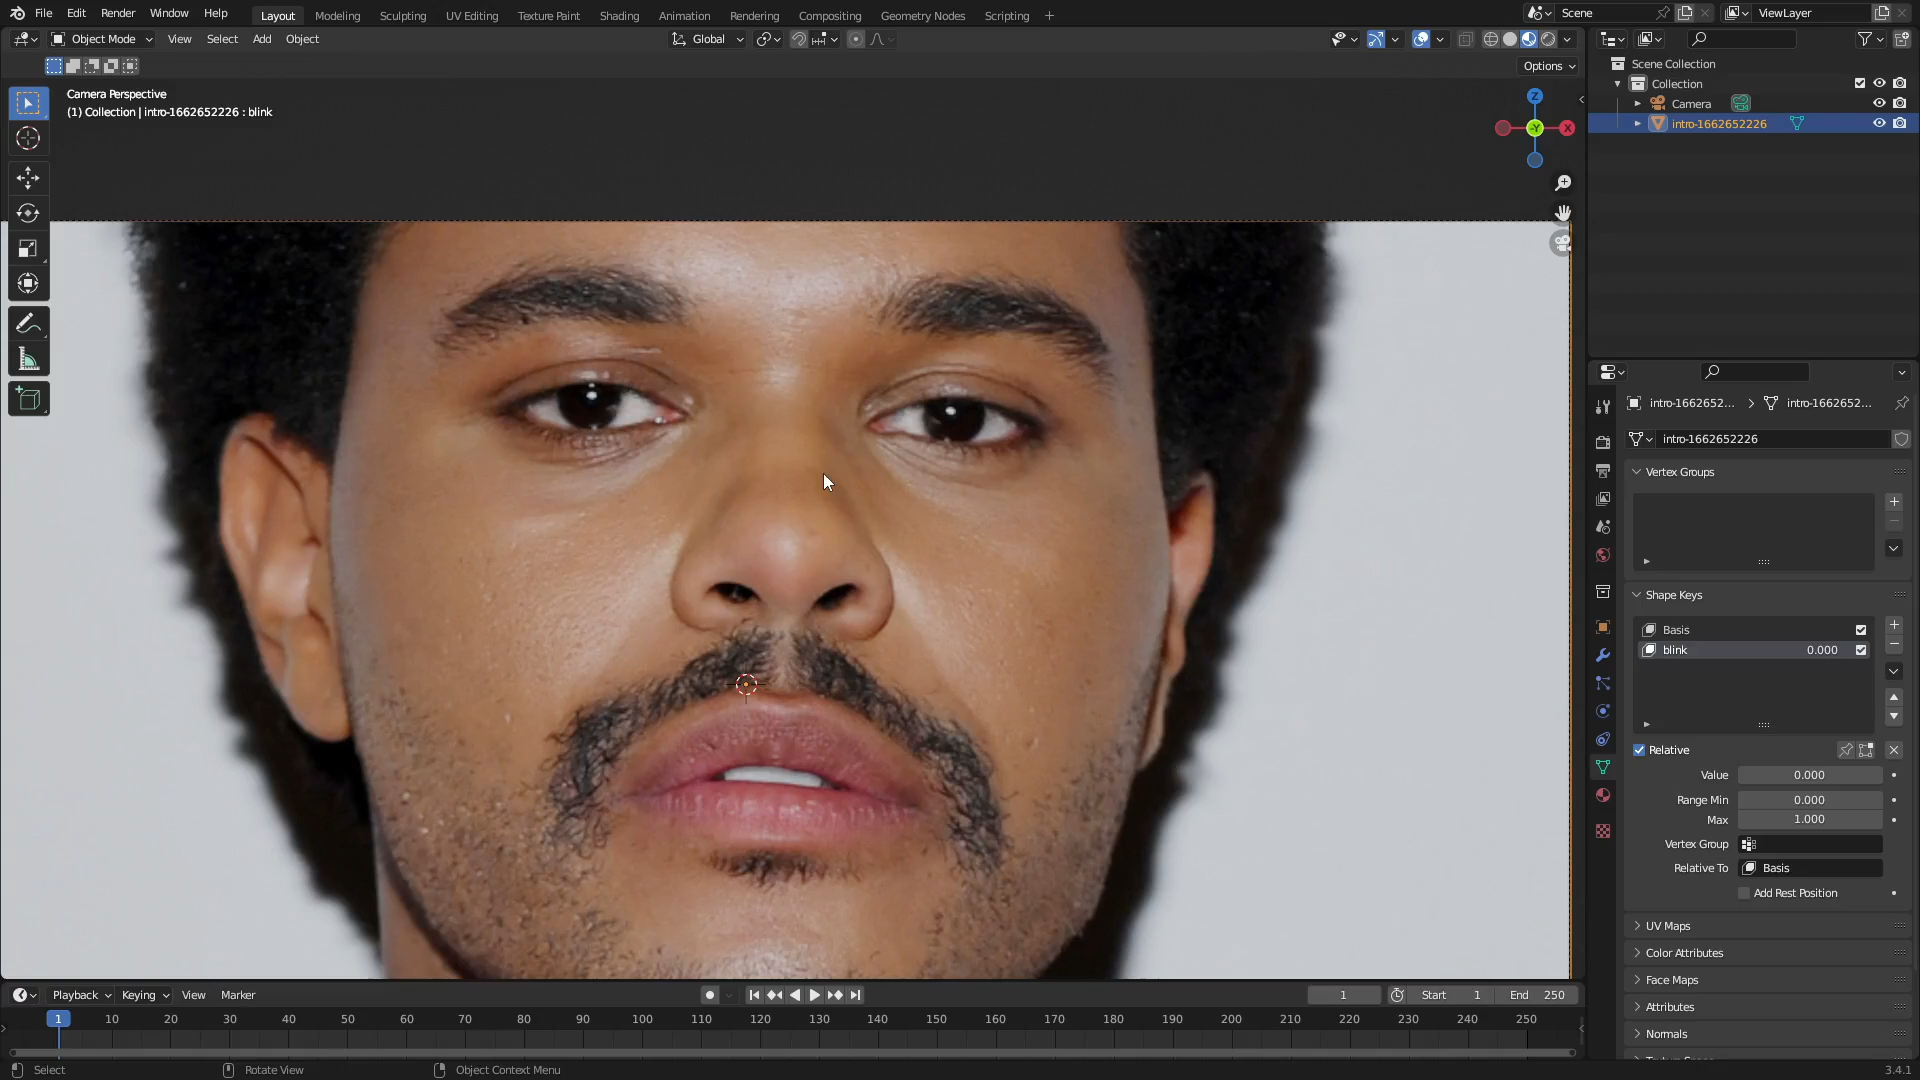 File Edit Render Window Help Layout Modeling Sculpting UV Editing Texture Paint Shading Animation Rendering Compositing Geometry Nodes Scripting + Scene ViewLayer
Object Mode View Select Add Object Global
Options
Scene Collection
Collection
Camera
intro-1662652226
Camera Perspective
(1) Collection | intro-1662652226 : blink
Z
-Y
X
intro-1662652... > intro-1662652...
intro-1662652226
Vertex Groups
Shape Keys
Basis
blink 0.000
Relative
Value 0.000
Range Min 0.000
Max 1.000
Vertex Group
Relative To Basis
Add Rest Position
UV Maps
Color Attributes
Face Maps
Attributes
Normals
Playback Keying View Marker 1 Start 1 End 250
1 10 20 30 40 50 60 70 80 90 100 110 120 130 140 150 160 170 180 190 200 210 220 230 240 250
Select Rotate View Object Context Menu 3.4.1